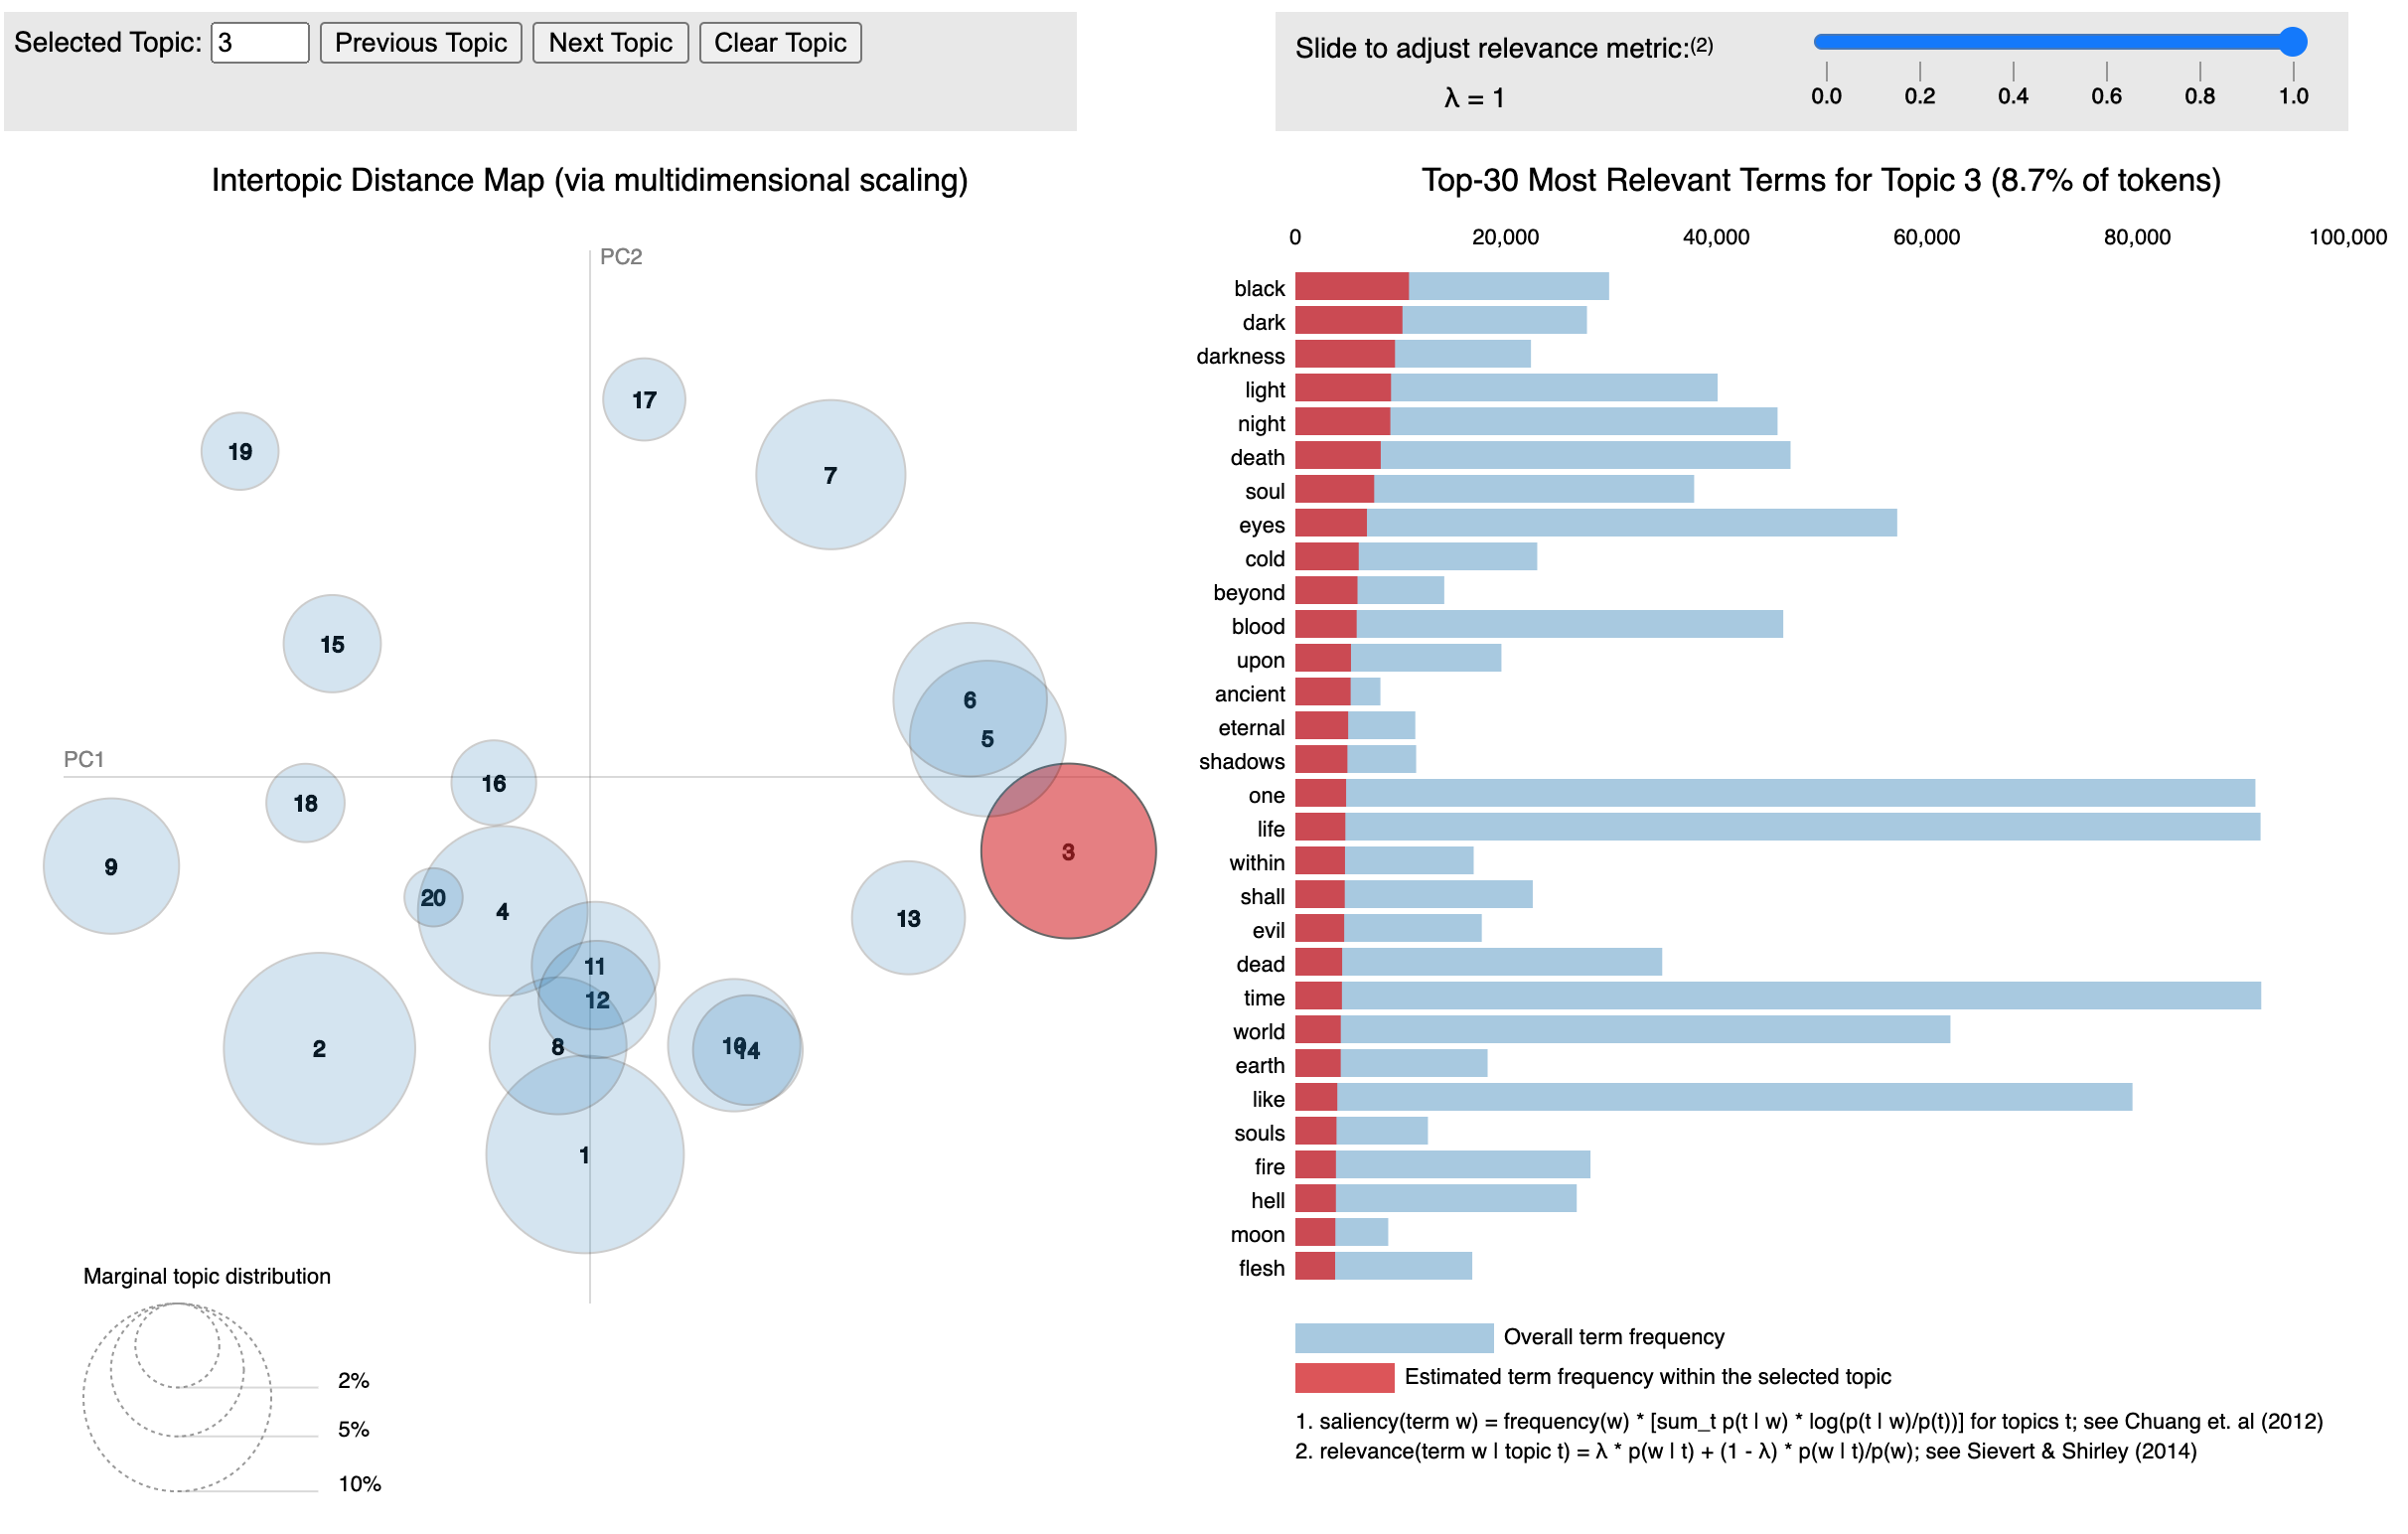 Selected Topic: 3 Previous Topic Next Topic Clear Topic
Slide to adjust relevance metric:(2)
λ = 1
0.0 0.2 0.4 0.6 0.8 1.0
Intertopic Distance Map (via multidimensional scaling)
PC2
PC1
17
19
7
15
6
5
16
18
3
9
20
4
13
11
12
2
8
10
14
1
Marginal topic distribution
2%
5%
10%
Top-30 Most Relevant Terms for Topic 3 (8.7% of tokens)
0 20,000 40,000 60,000 80,000 100,000
black
dark
darkness
light
night
death
soul
eyes
cold
beyond
blood
upon
ancient
eternal
shadows
one
life
within
shall
evil
dead
time
world
earth
like
souls
fire
hell
moon
flesh
Overall term frequency
Estimated term frequency within the selected topic
1. saliency(term w) = frequency(w) * [sum_t p(t | w) * log(p(t | w)/p(t))] for topics t; see Chuang et. al (2012)
2. relevance(term w | topic t) = λ * p(w | t) + (1 - λ) * p(w | t)/p(w); see Sievert & Shirley (2014)